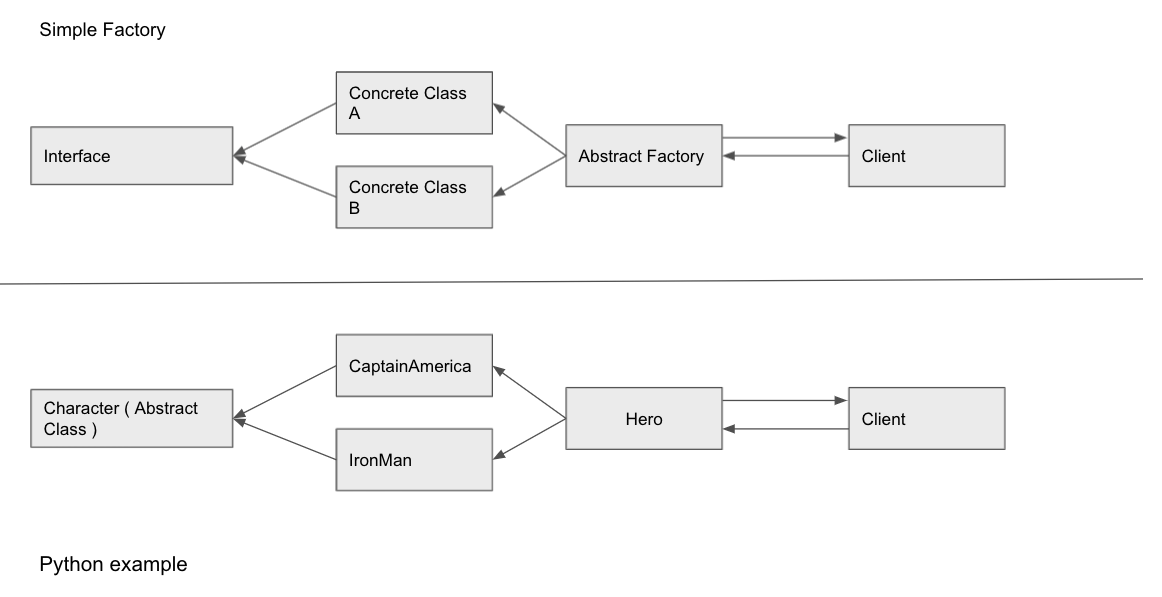 Simple Factory
Concrete Class
A
Interface
Abstract Factory
Client
Concrete Class
B
CaptainAmerica
Character ( Abstract
Class )
Hero
Client
IronMan
Python example